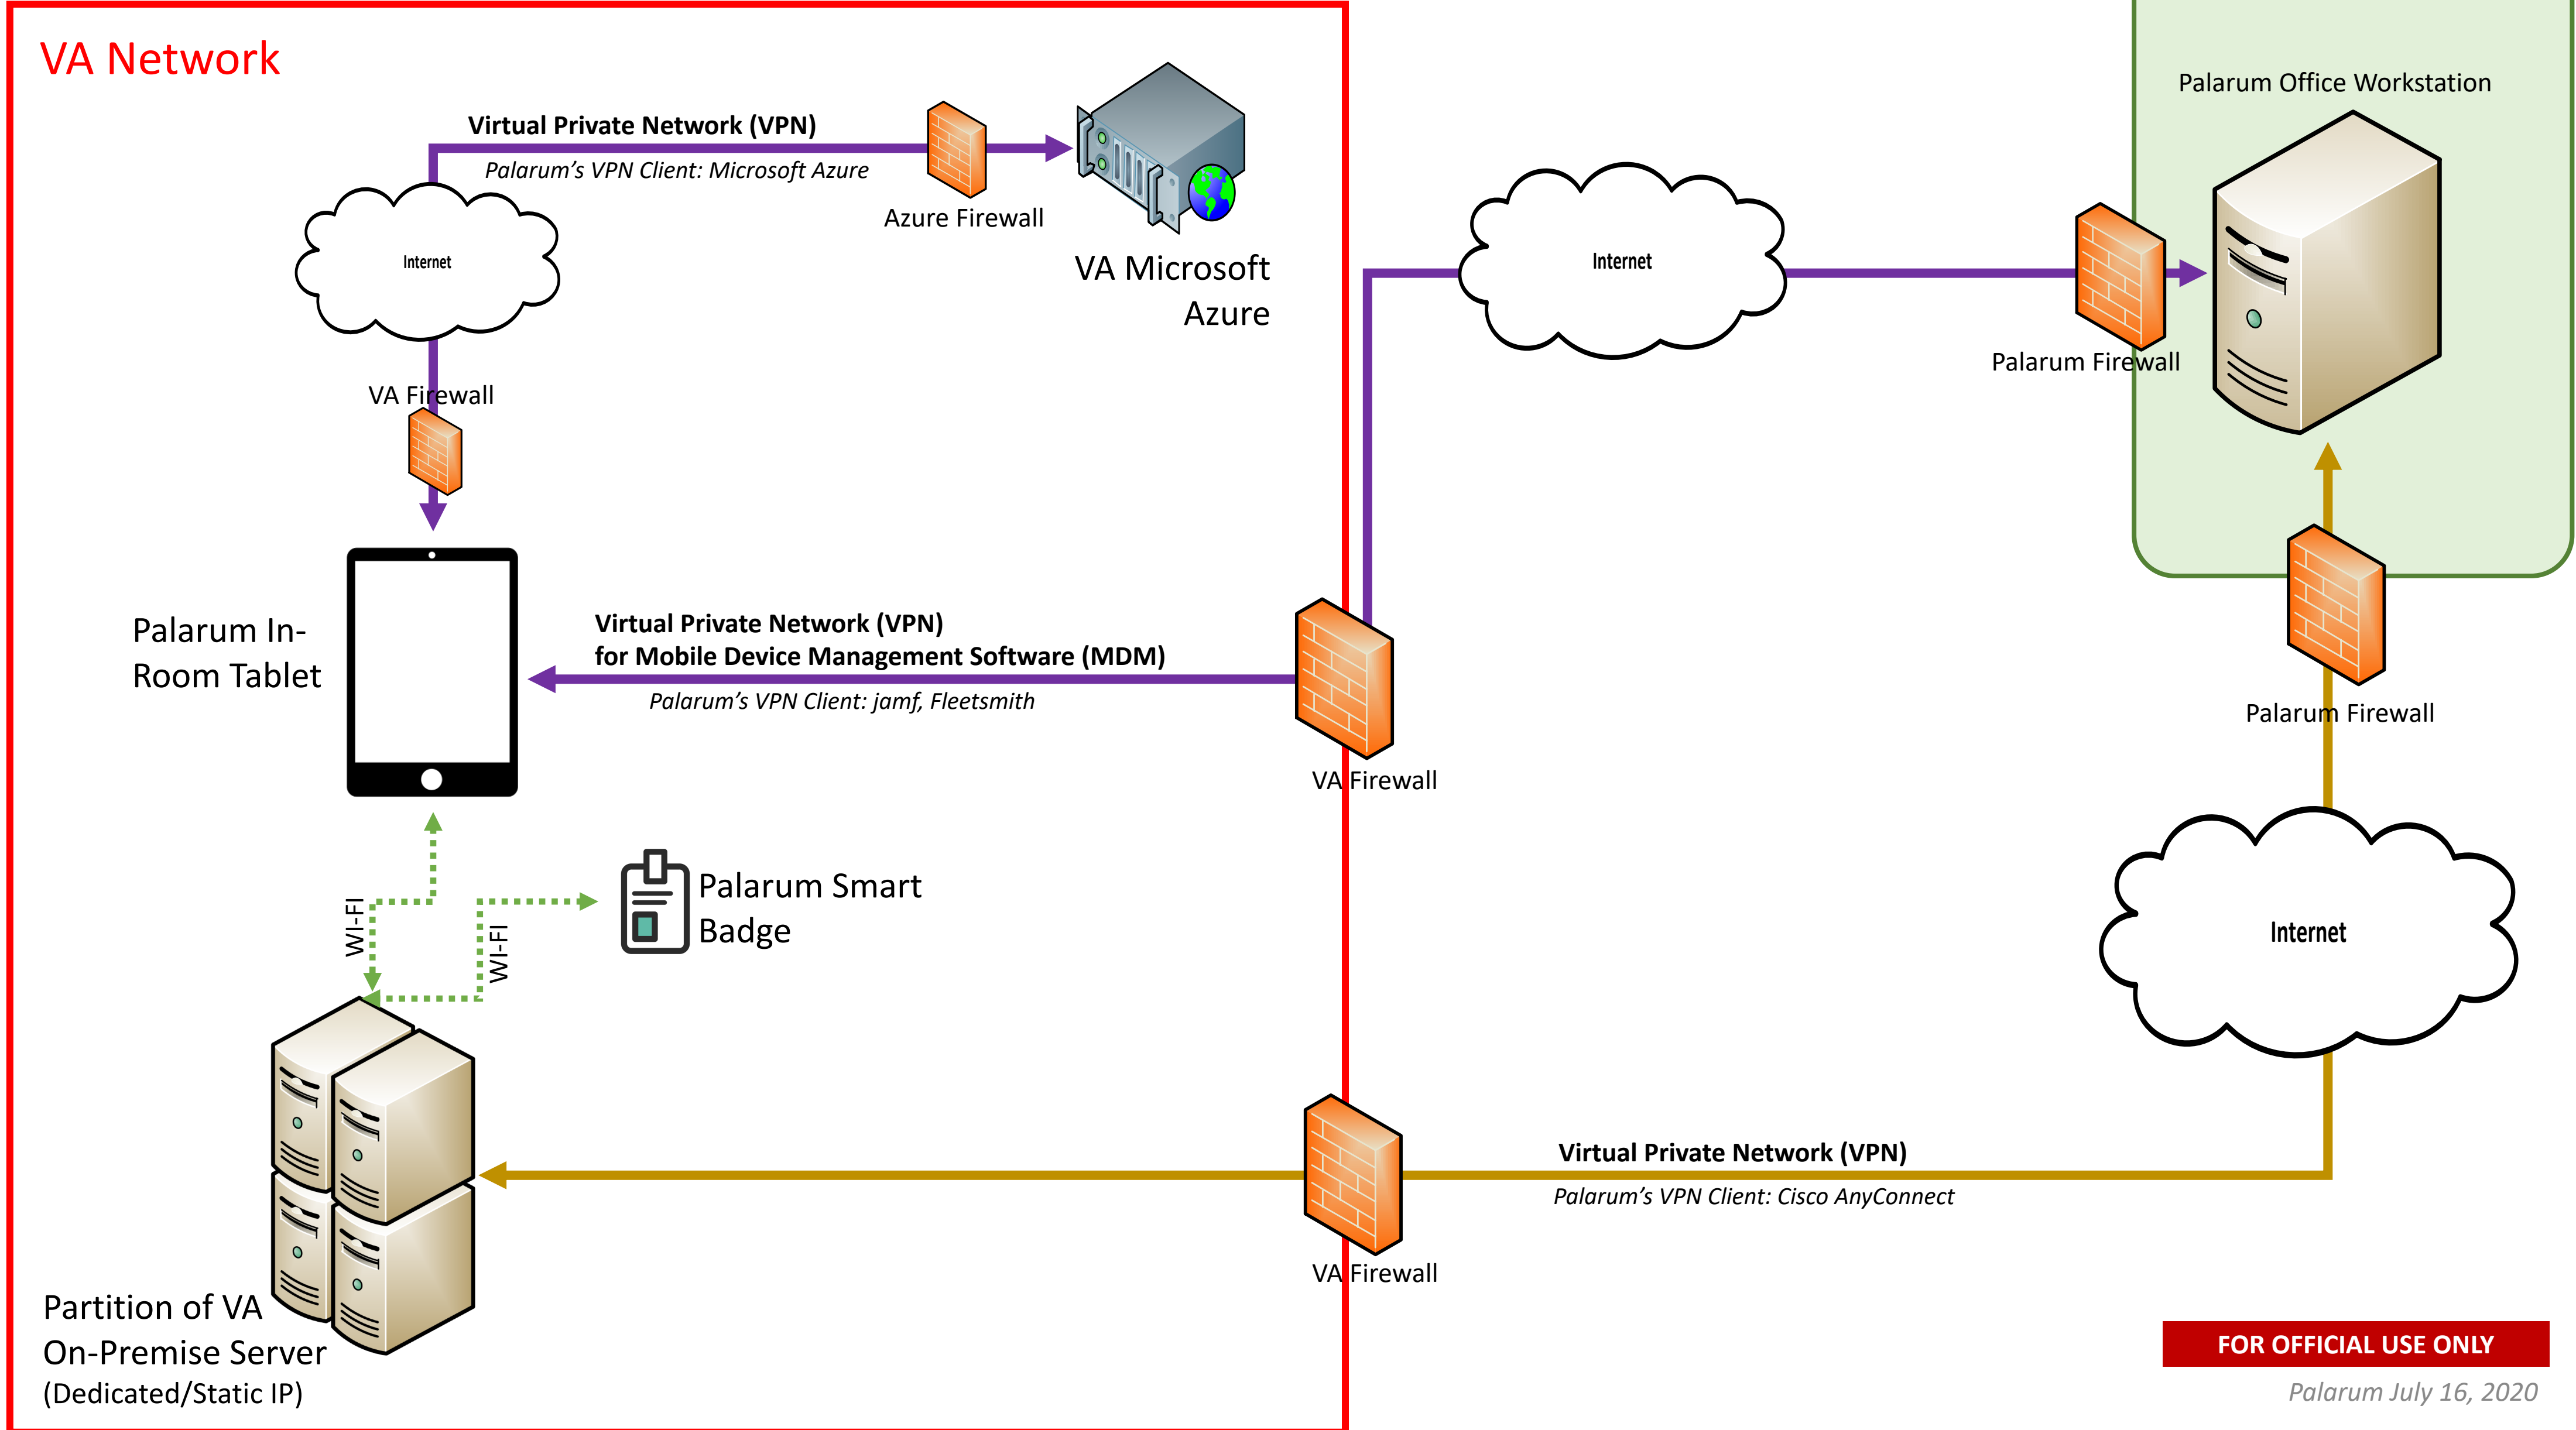 VA Network
Virtual Private Network (VPN)
Palarum's VPN Client: Microsoft Azure
Azure Firewall
VA Microsoft
Azure
Internet
VA Firewall
Palarum In-
Room Tablet
Virtual Private Network (VPN)
for Mobile Device Management Software (MDM)
Palarum's VPN Client: jamf, Fleetsmith
VA Firewall
Internet
Palarum Office Workstation
Palarum Firewall
Palarum Firewall
Internet
WI-FI
WI-FI
Palarum Smart
Badge
Virtual Private Network (VPN)
Palarum's VPN Client: Cisco AnyConnect
VA Firewall
Partition of VA
On-Premise Server
(Dedicated/Static IP)
FOR OFFICIAL USE ONLY
Palarum July 16, 2020